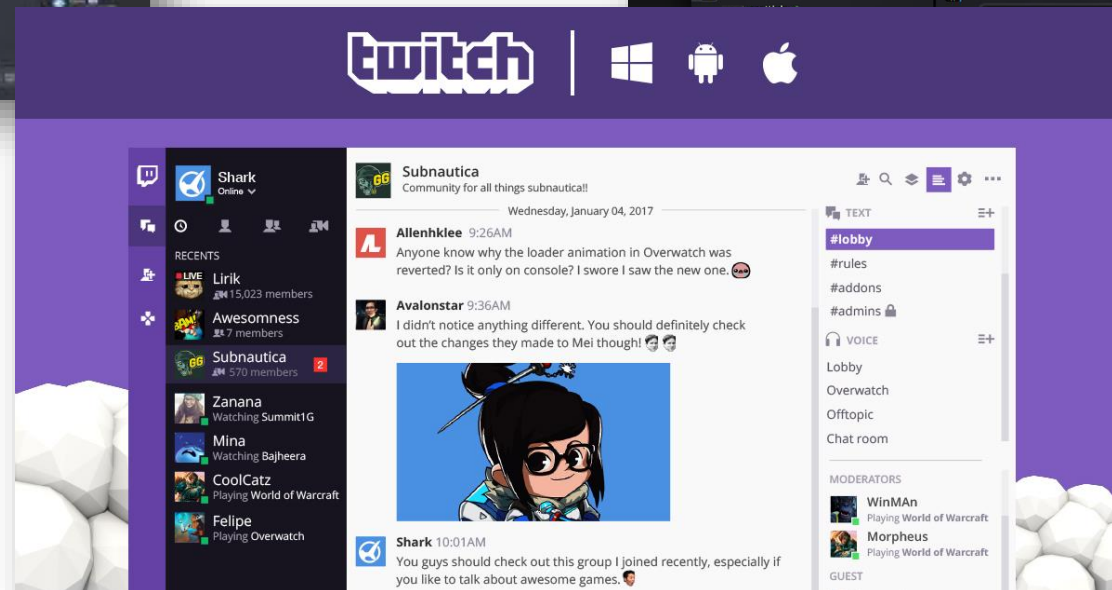 twitch
Shark
Online
RECENTS
LIVE
Lirik
15,023 members
Awesomness
7 members
Subnautica
570 members
2
Zanana
Watching Summit1G
Mina
Watching Bajheera
CoolCatz
Playing World of Warcraft
Felipe
Playing Overwatch
GG
Subnautica
Community for all things subnautica!!
Wednesday, January 04, 2017
Allenhklee 9:26AM
Anyone know why the loader animation in Overwatch was
reverted? Is it only on console? I swore I saw the new one.
Avalonstar 9:36AM
I didn't notice anything different. You should definitely check
out the changes they made to Mei though!
Shark 10:01AM
You guys should check out this group I joined recently, especially if
you like to talk about awesome games.
TEXT
#lobby
#rules
#addons
#admins
VOICE
Lobby
Overwatch
Offtopic
Chat room
MODERATORS
WinMAn
Playing World of Warcraft
Morpheus
Playing World of Warcraft
GUEST